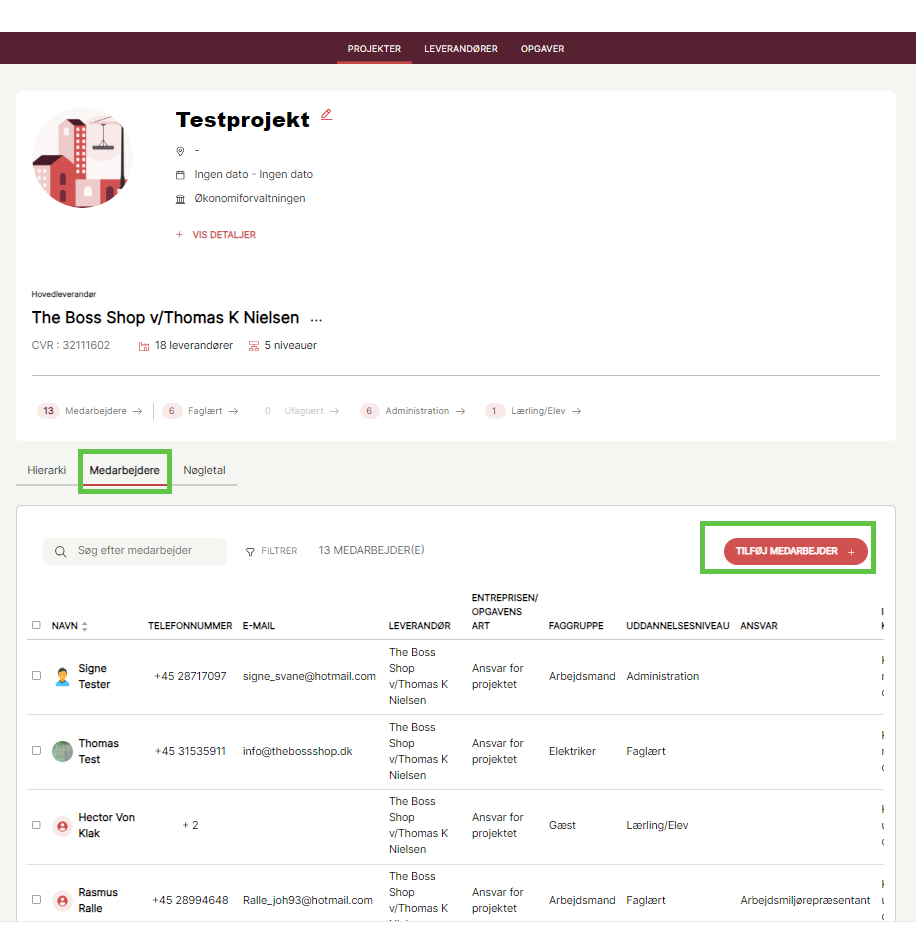 PROJEKTER LEVERANDØRER OPGAVER
Testprojekt
-
Ingen dato - Ingen dato
Økonomiforvaltningen
+ VIS DETALJER
Hovedleverandør
The Boss Shop v/Thomas K Nielsen ...
CVR : 32111602 18 leverandører 5 niveauer
13 Medarbejdere → 6 Faglært → 0 Ufaglært → 6 Administration → 1 Lærling/Elev →
Hierarki Medarbejdere Nøgletal
Søg efter medarbejder FILTRER 13 MEDARBEJDER(E) TILFØJ MEDARBEJDER +
NAVN TELEFONNUMMER E-MAIL LEVERANDØR ENTREPRISEN/
OPGAVENS
ART FAGGRUPPE UDDANNELSESNIVEAU ANSVAR
Signe
Tester
+45 28717097
signe_svane@hotmail.com
The Boss
Shop
v/Thomas K
Nielsen
Ansvar for
projektet
Arbejdsmand
Administration
Thomas
Test
+45 31535911
info@thebossshop.dk
The Boss
Shop
v/Thomas K
Nielsen
Ansvar for
projektet
Elektriker
Faglært
Hector Von
Klak
+ 2
The Boss
Shop
v/Thomas K
Nielsen
Ansvar for
projektet
Gæst
Lærling/Elev
Rasmus
Ralle
+45 28994648
Ralle_joh93@hotmail.com
The Boss
Shop
v/Thomas K
Ansvar for
projektet
Arbejdsmand
Faglært
Arbejdsmiljørepræsentant